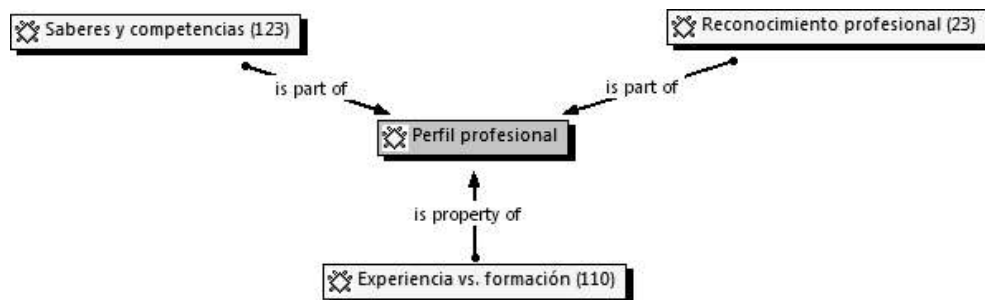 Saberes y competencias (123)
Reconocimiento profesional (23)
is part of
is part of
Perfil profesional
is property of
Experiencia vs. formación (110)